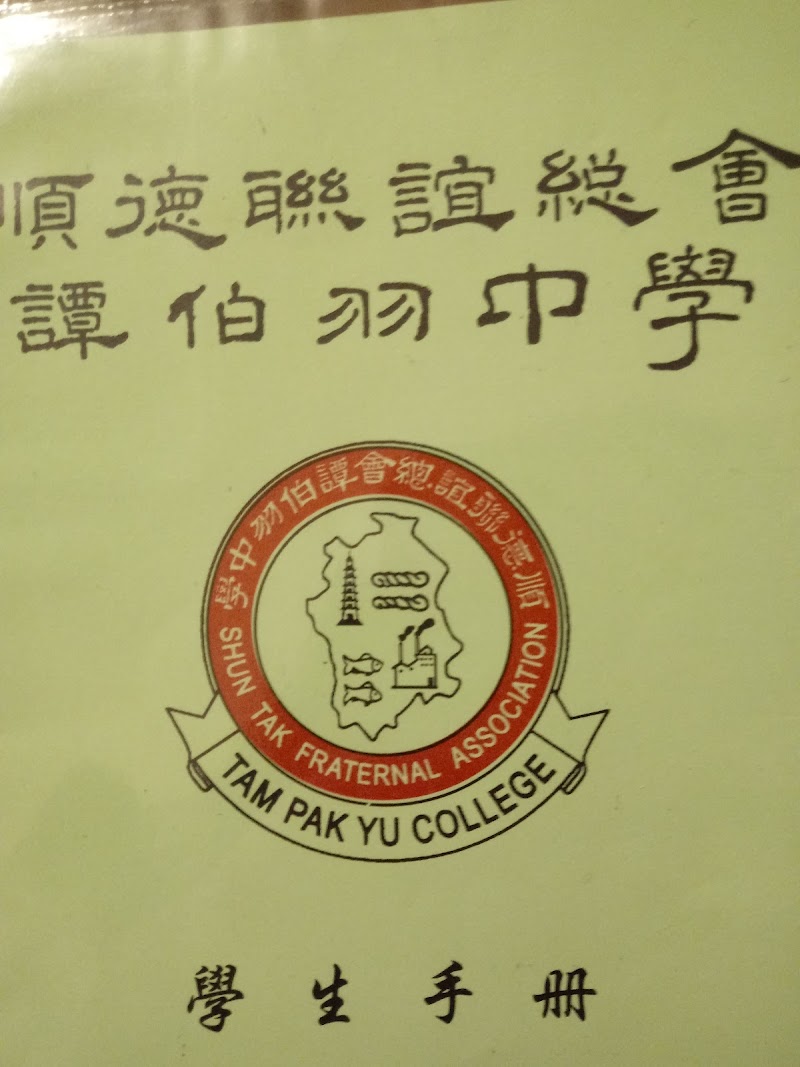 順德聯誼總會
譚伯羽中學
順德聯誼總會譚伯羽中學
SHUN TAK FRATERNAL ASSOCIATION
TAM PAK YU COLLEGE
學生手册